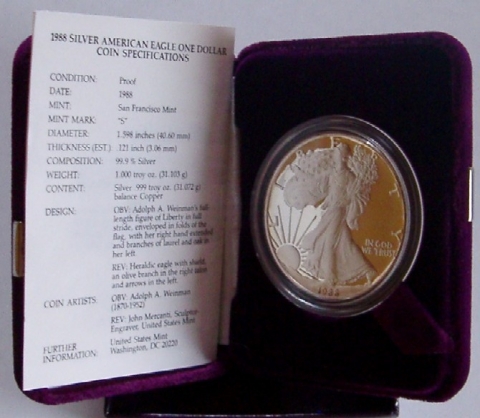 1988 SILVER AMERICAN EAGLE ONE DOLLAR
COIN SPECIFICATIONS
CONDITION: Proof
DATE: 1988
MINT: San Francisco Mint
MINT MARK: "S"
DIAMETER: 1.598 inches (40.60 mm)
THICKNESS (EST.) .121 inch (3.06 mm)
COMPOSITION: 99.9 % Silver
WEIGHT: 1.000 troy oz. (31.103 g)
CONTENT: Silver .999 troy oz. (31.072 g)
balance Copper
DESIGN: OBV: Adolph A. Weinman's full
length figure of Liberty in full
stride, enveloped in folds of the
flag, with her right hand extended
and branches of laurel and oak in
her left.
REV: Heraldic eagle with shield,
an olive branch in the right talon
and arrows in the left.
COIN ARTISTS: OBV: Adolph A. Weinman
(1870-1952)
REV: John Mercanti, Sculptor
Engraver, United States Mint
FURTHER
INFORMATION: United States Mint
Washington, DC 20220
L I T Y
IN GOD
WE TRUST
1988